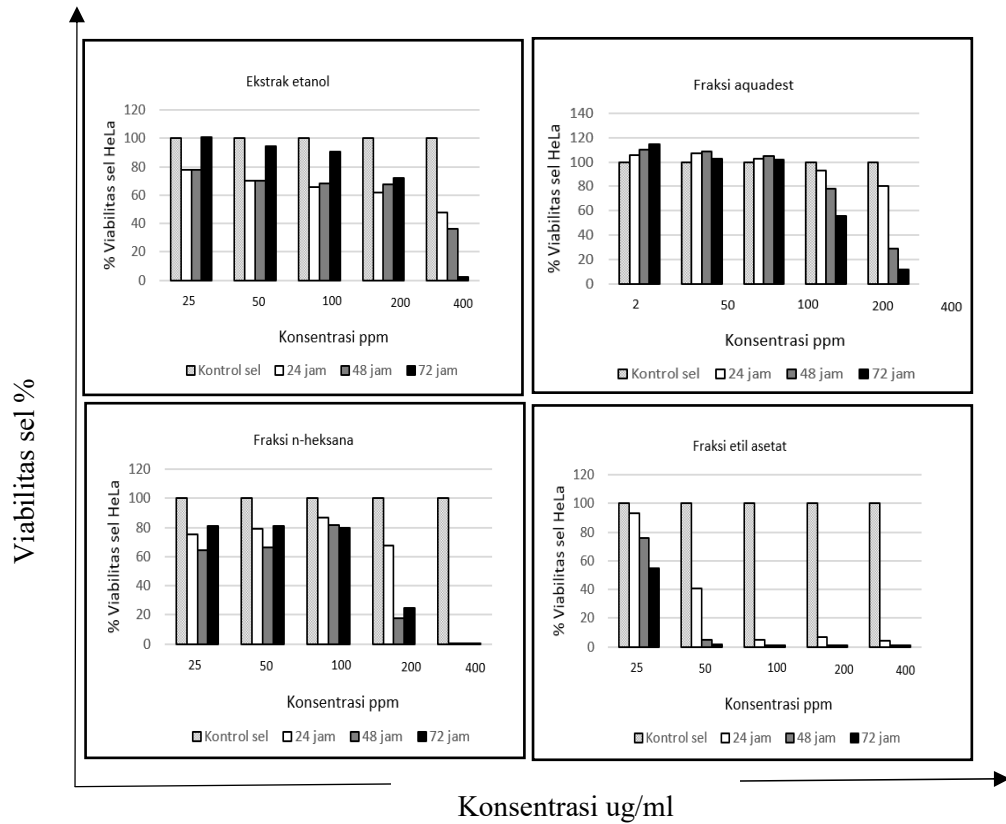 Viabilitas sel %
Ekstrak etanol
% Viabilitas sel HeLa
120
100
80
60
40
20
0
25 50 100 200 400
Konsentrasi ppm
Kontrol sel 24 jam 48 jam 72 jam
Fraksi aquadest
% Viabilitas sel HeLa
140
120
100
80
60
40
20
0
2 50 100 200 400
Konsentrasi ppm
Kontrol sel 24 jam 48 jam 72 jam
Fraksi n-heksana
% Viabilitas sel HeLa
120
100
80
60
40
20
0
25 50 100 200 400
Konsentrasi ppm
Kontrol sel 24 jam 48 jam 72 jam
Fraksi etil asetat
% Viabilitas sel HeLa
120
100
80
60
40
20
0
25 50 100 200 400
Konsentrasi ppm
Kontrol sel 24 jam 48 jam 72 jam
Konsentrasi ug/ml